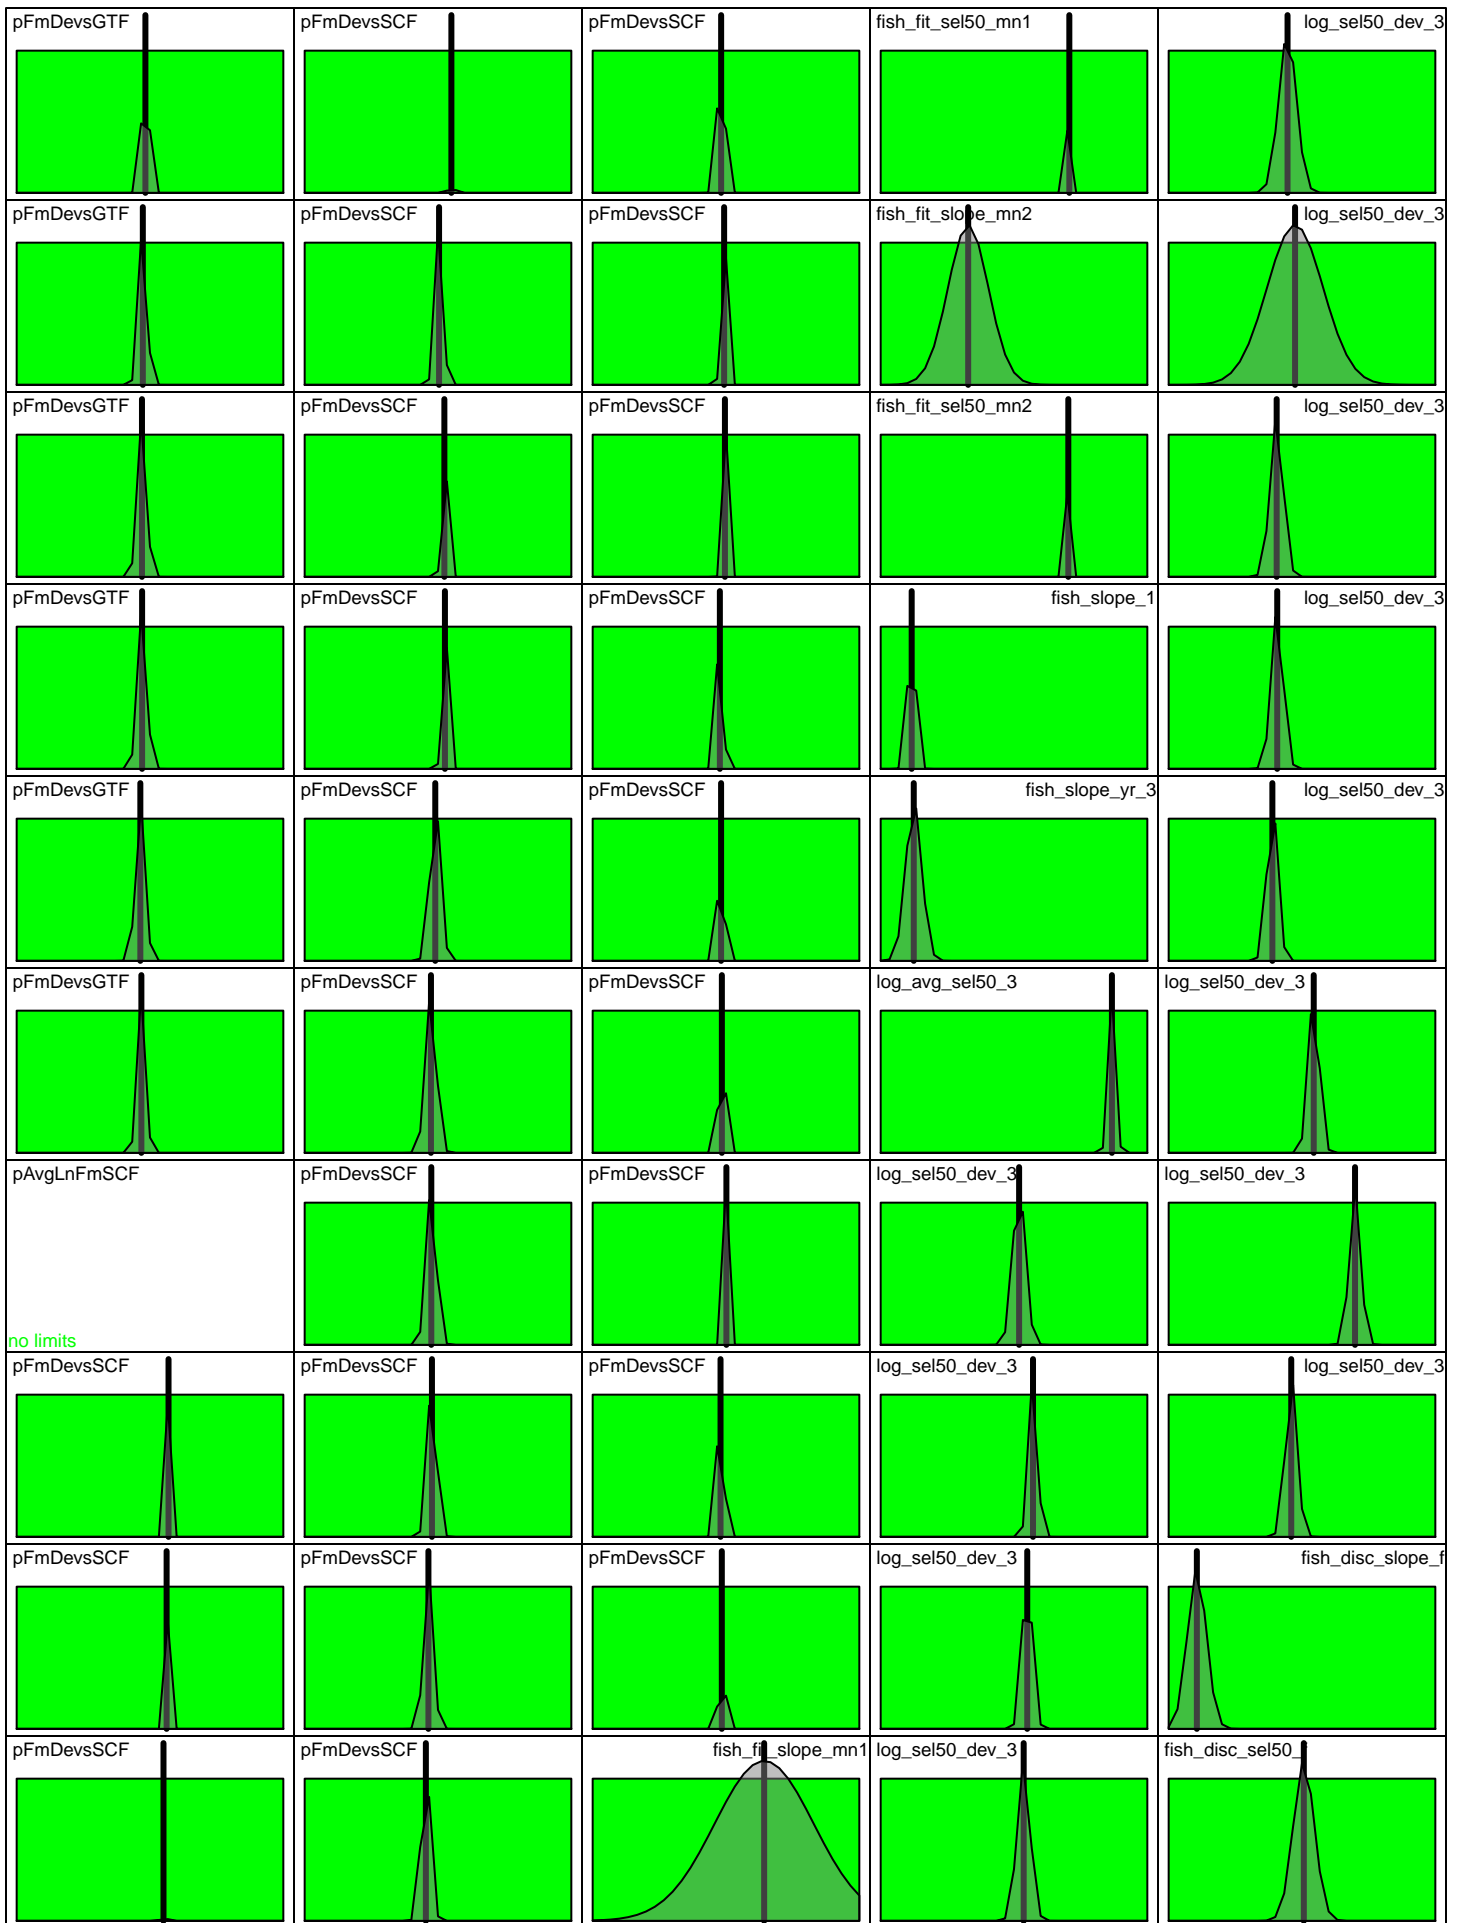 pFmDevsGTF pFmDevsSCF pFmDevsSCF fish_fit_sel50_mn1 log_sel50_dev_3
pFmDevsGTF pFmDevsSCF pFmDevsSCF fish_fit_slope_mn2 log_sel50_dev_3
pFmDevsGTF pFmDevsSCF pFmDevsSCF fish_fit_sel50_mn2 log_sel50_dev_3
pFmDevsGTF pFmDevsSCF pFmDevsSCF fish_slope_1 log_sel50_dev_3
pFmDevsGTF pFmDevsSCF pFmDevsSCF fish_slope_yr_3 log_sel50_dev_3
pFmDevsGTF pFmDevsSCF pFmDevsSCF log_avg_sel50_3 log_sel50_dev_3
pAvgLnFmSCF pFmDevsSCF pFmDevsSCF log_sel50_dev_3 log_sel50_dev_3
no limits
pFmDevsSCF pFmDevsSCF pFmDevsSCF log_sel50_dev_3 log_sel50_dev_3
pFmDevsSCF pFmDevsSCF pFmDevsSCF log_sel50_dev_3 fish_disc_slope_f
pFmDevsSCF pFmDevsSCF fish_fit_slope_mn1 log_sel50_dev_3 fish_disc_sel50_